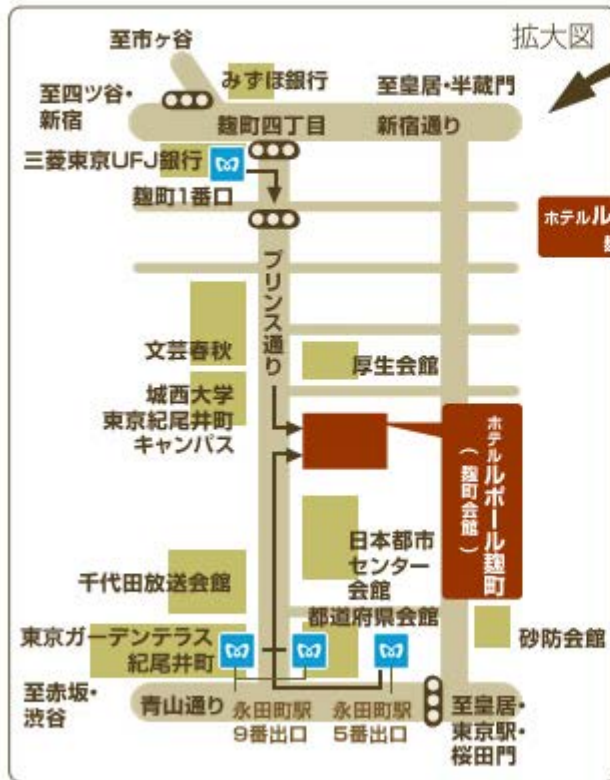 拡大図
至市ヶ谷
みずほ銀行
至四ツ谷・
新宿
至皇居・半蔵門
麹町四丁目
新宿通り
三菱東京UFJ銀行
麹町1番口
ホテルル
プリンス通り
文芸春秋
厚生会館
城西大学
東京紀尾井町
キャンパス
ホテルルポール麹町
(麹町会館)
日本都市
センター
会館
千代田放送会館
都道府県会館
東京ガーデンテラス
紀尾井町
砂防会館
至赤坂・
渋谷
青山通り
永田町駅
9番出口
永田町駅
5番出口
至皇居・
東京駅・
桜田門